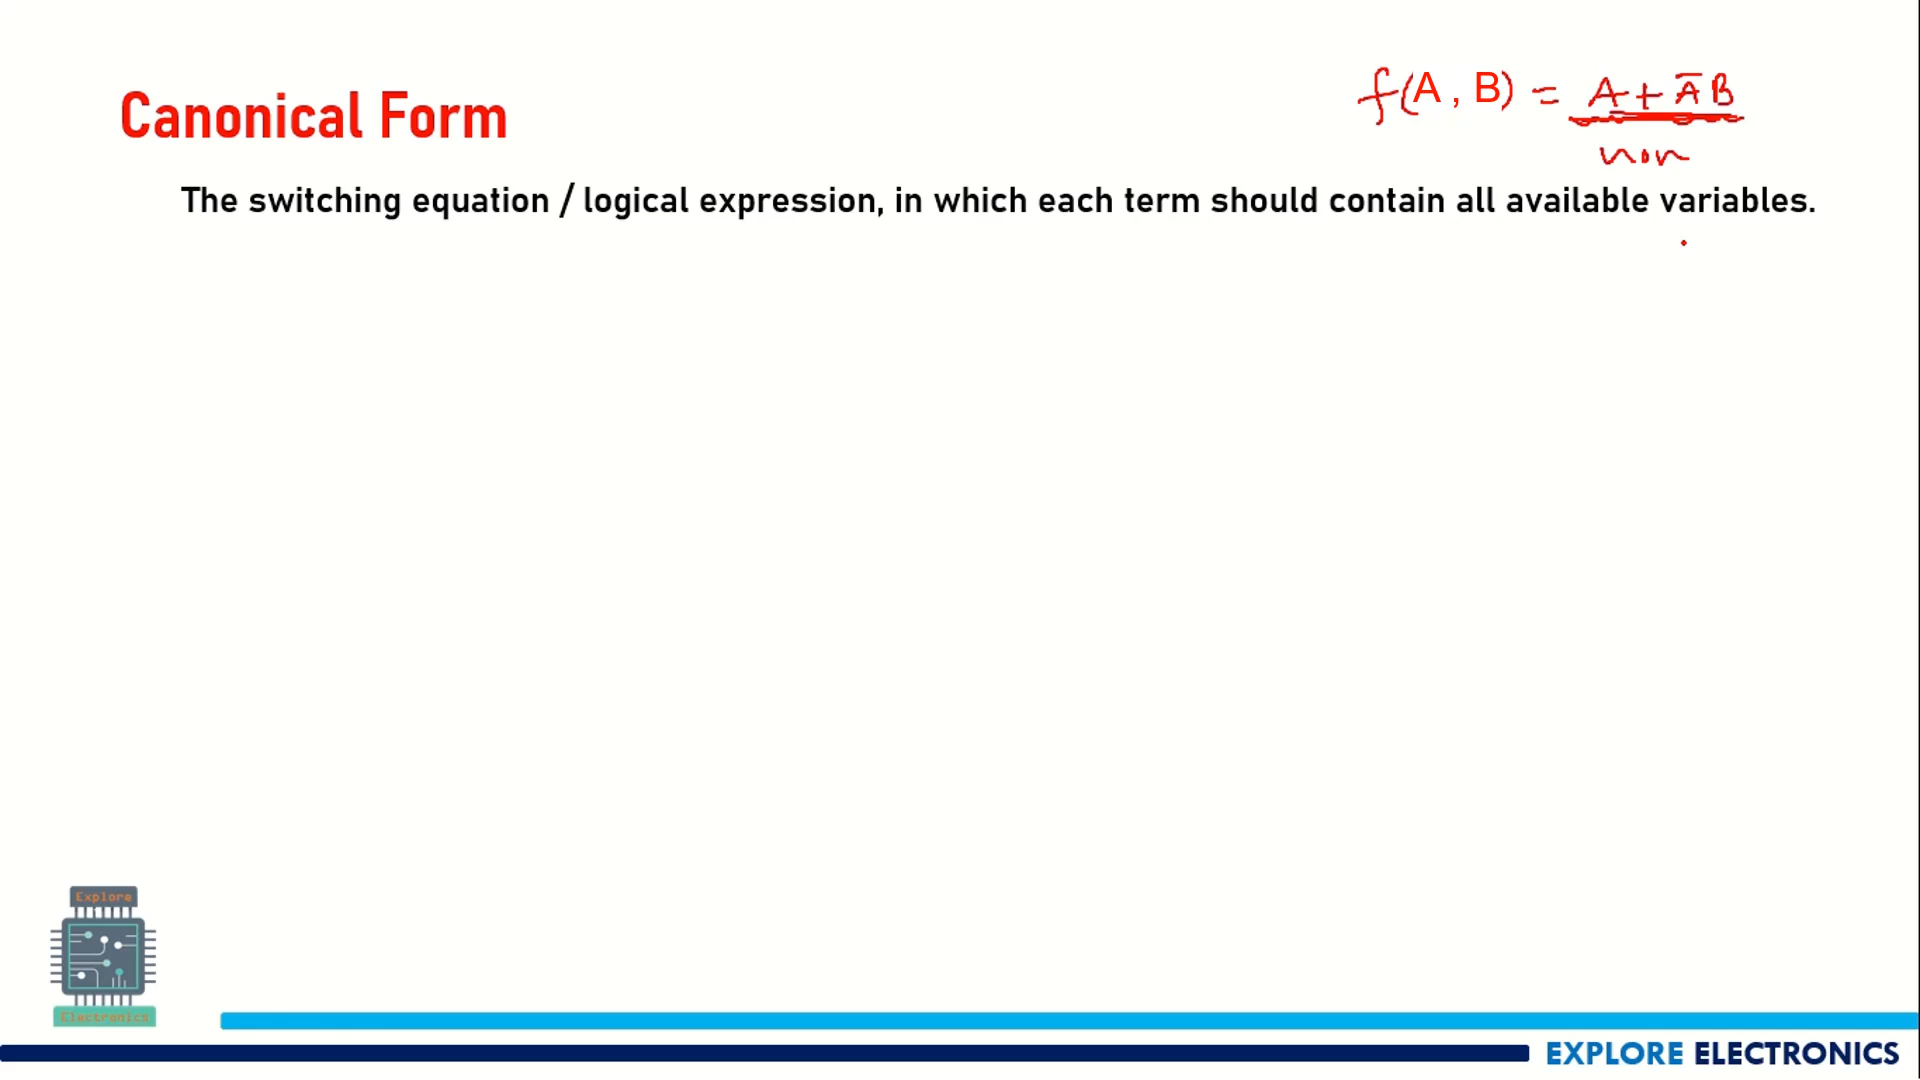 f(A , B) = A + A̅ B
non
Canonical Form
The switching equation / logical expression, in which each term should contain all available variables.
Explore
Electronics
EXPLORE ELECTRONICS